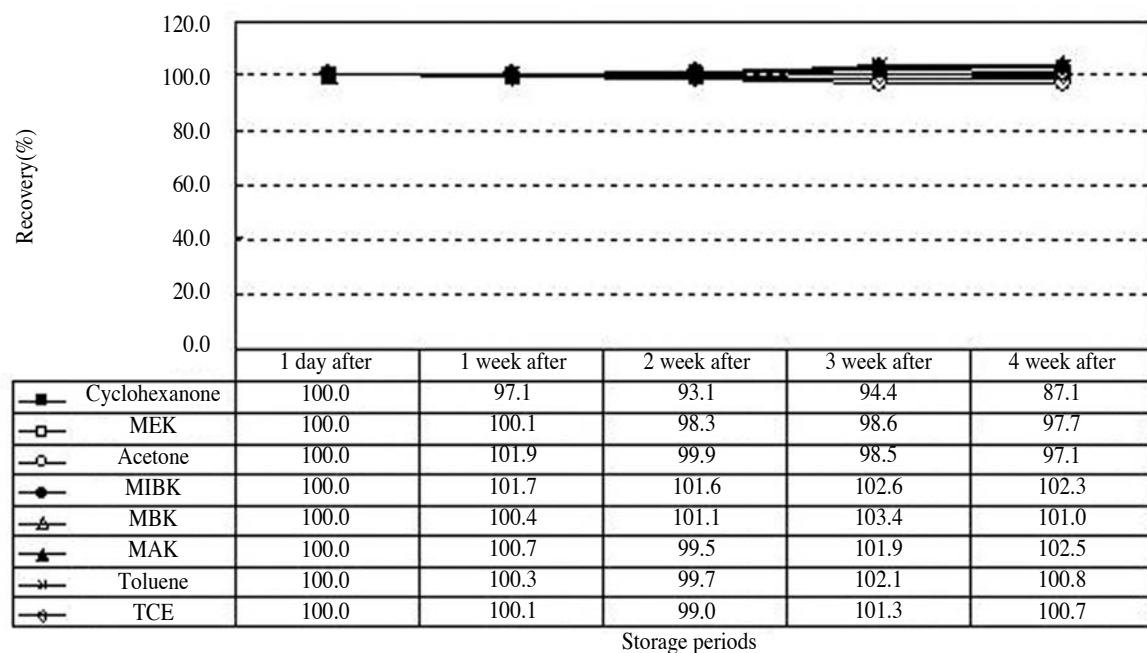 120.0
100.0
80.0
60.0
40.0
20.0
0.0
Recovery(%)
1 day after 1 week after 2 week after 3 week after 4 week after
Cyclohexanone 100.0 97.1 93.1 94.4 87.1
MEK 100.0 100.1 98.3 98.6 97.7
Acetone 100.0 101.9 99.9 98.5 97.1
MIBK 100.0 101.7 101.6 102.6 102.3
MBK 100.0 100.4 101.1 103.4 101.0
MAK 100.0 100.7 99.5 101.9 102.5
Toluene 100.0 100.3 99.7 102.1 100.8
TCE 100.0 100.1 99.0 101.3 100.7
Storage periods